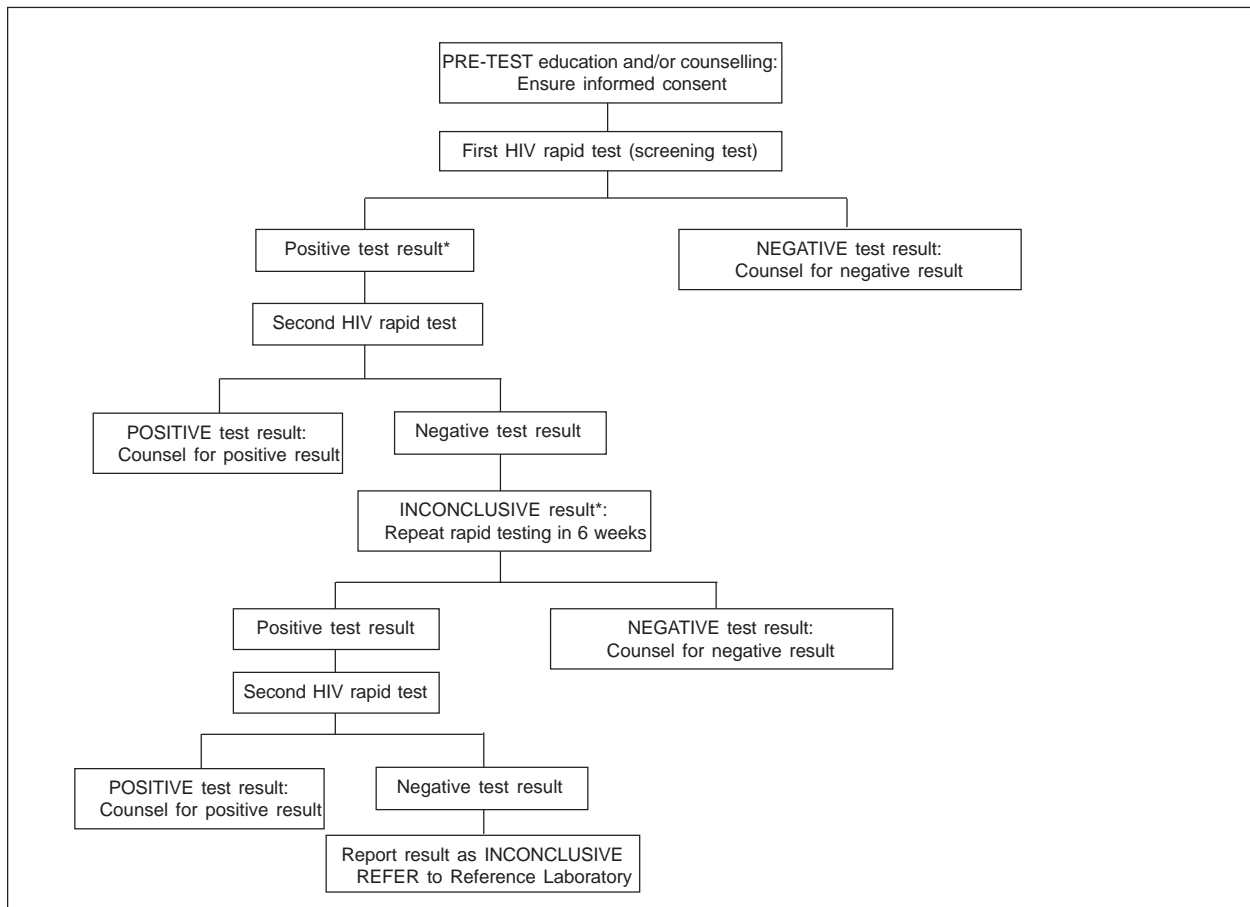 PRE-TEST education and/or counselling:
Ensure informed consent
First HIV rapid test (screening test)
Positive test result*
NEGATIVE test result:
Counsel for negative result
Second HIV rapid test
POSITIVE test result:
Counsel for positive result
Negative test result
INCONCLUSIVE result*:
Repeat rapid testing in 6 weeks
Positive test result
NEGATIVE test result:
Counsel for negative result
Second HIV rapid test
POSITIVE test result:
Counsel for positive result
Negative test result
Report result as INCONCLUSIVE
REFER to Reference Laboratory